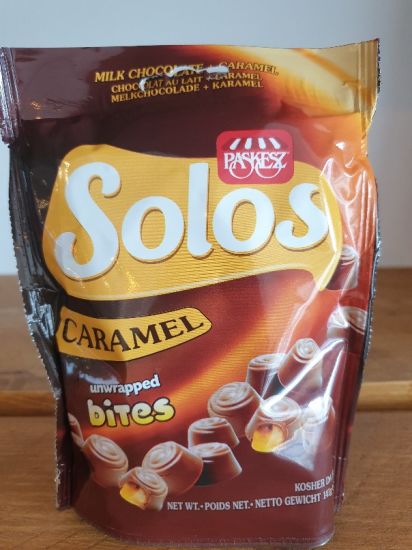 MILK CHOCOLATE + CARAMEL
CHOCOLAT AU LAIT + CARAMEL
MELKCHOCOLADE + KARAMEL
PASKESZ
Solos
CARAMEL
unwrapped
bites
KOSHER
NET WT.•POIDS NET.•NETTO GEWICHT